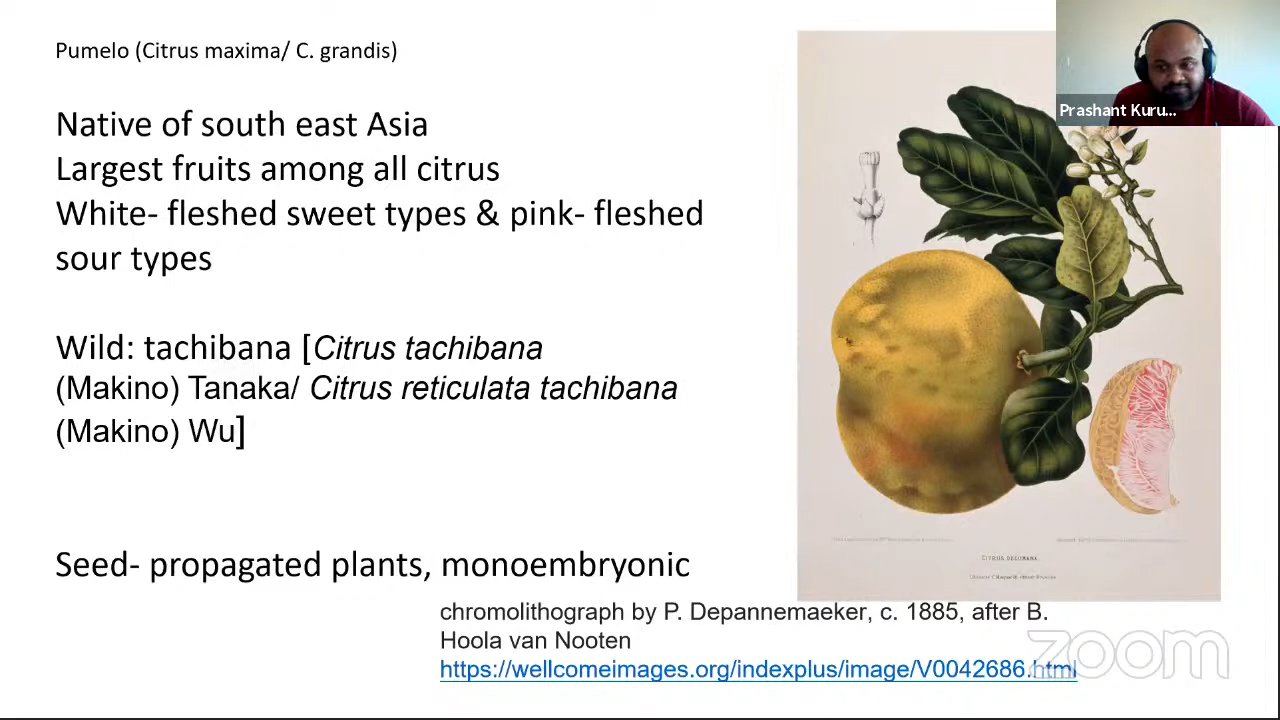 Pumelo (Citrus maxima/ C. grandis)
Native of south east Asia
Largest fruits among all citrus
White- fleshed sweet types & pink- fleshed
sour types
Wild: tachibana [Citrus tachibana
(Makino) Tanaka/ Citrus reticulata tachibana
(Makino) Wu]
Seed- propagated plants, monoembryonic
chromolithograph by P. Depannemaeker, c. 1885, after B.
Hoola van Nooten
https://wellcomeimages.org/indexplus/image/V0042686.html
Prashant Kuru...
CITRUS DECUMANA.
zoom